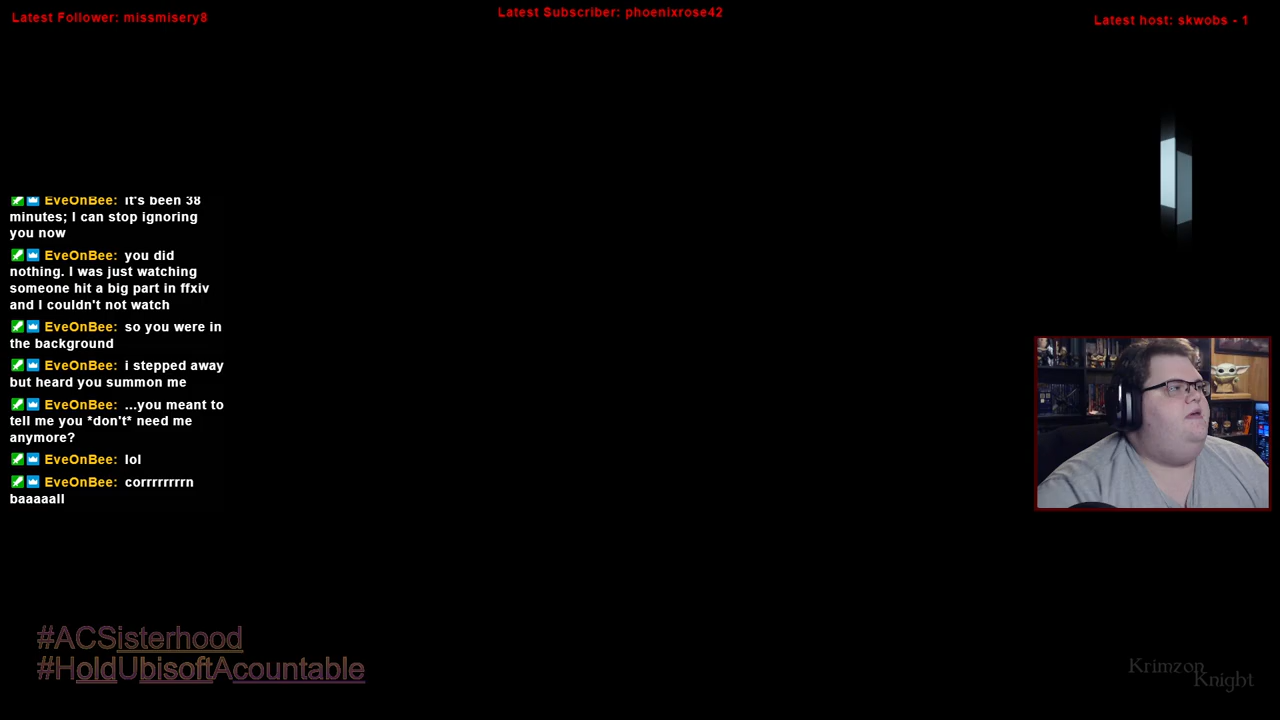 Latest Follower: missmisery8
Latest Subscriber: phoenixrose42
Latest host: skwobs - 1
EveOnBee: it's been 38
minutes; I can stop ignoring
you now
EveOnBee: you did
nothing. I was just watching
someone hit a big part in ffxiv
and I couldn't not watch
EveOnBee: so you were in
the background
EveOnBee: i stepped away
but heard you summon me
EveOnBee: ...you meant to
tell me you *don't* need me
anymore?
EveOnBee: lol
EveOnBee: corrrrrrrrn
baaaaall
#ACSisterhood
#HoldUbisoftAcountable
Krimzon
Knight